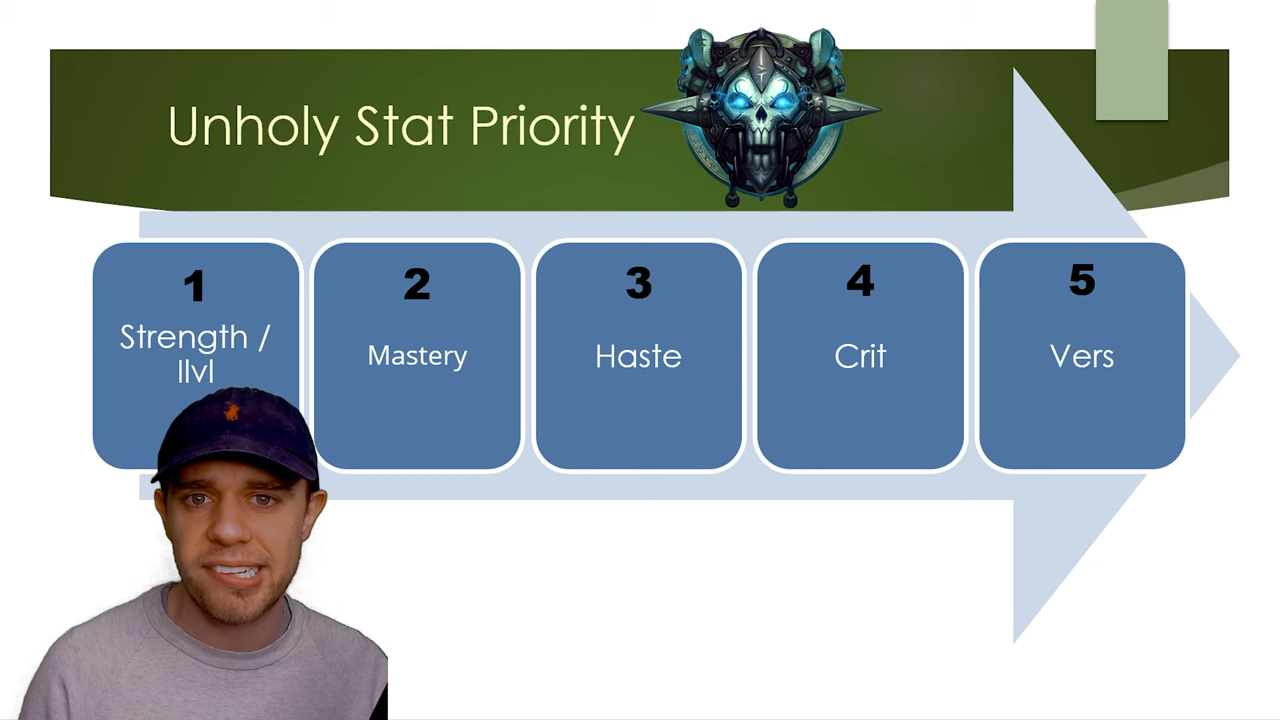 Unholy Stat Priority
1
Strength /
Ilvl
2
Mastery
3
Haste
4
Crit
5
Vers